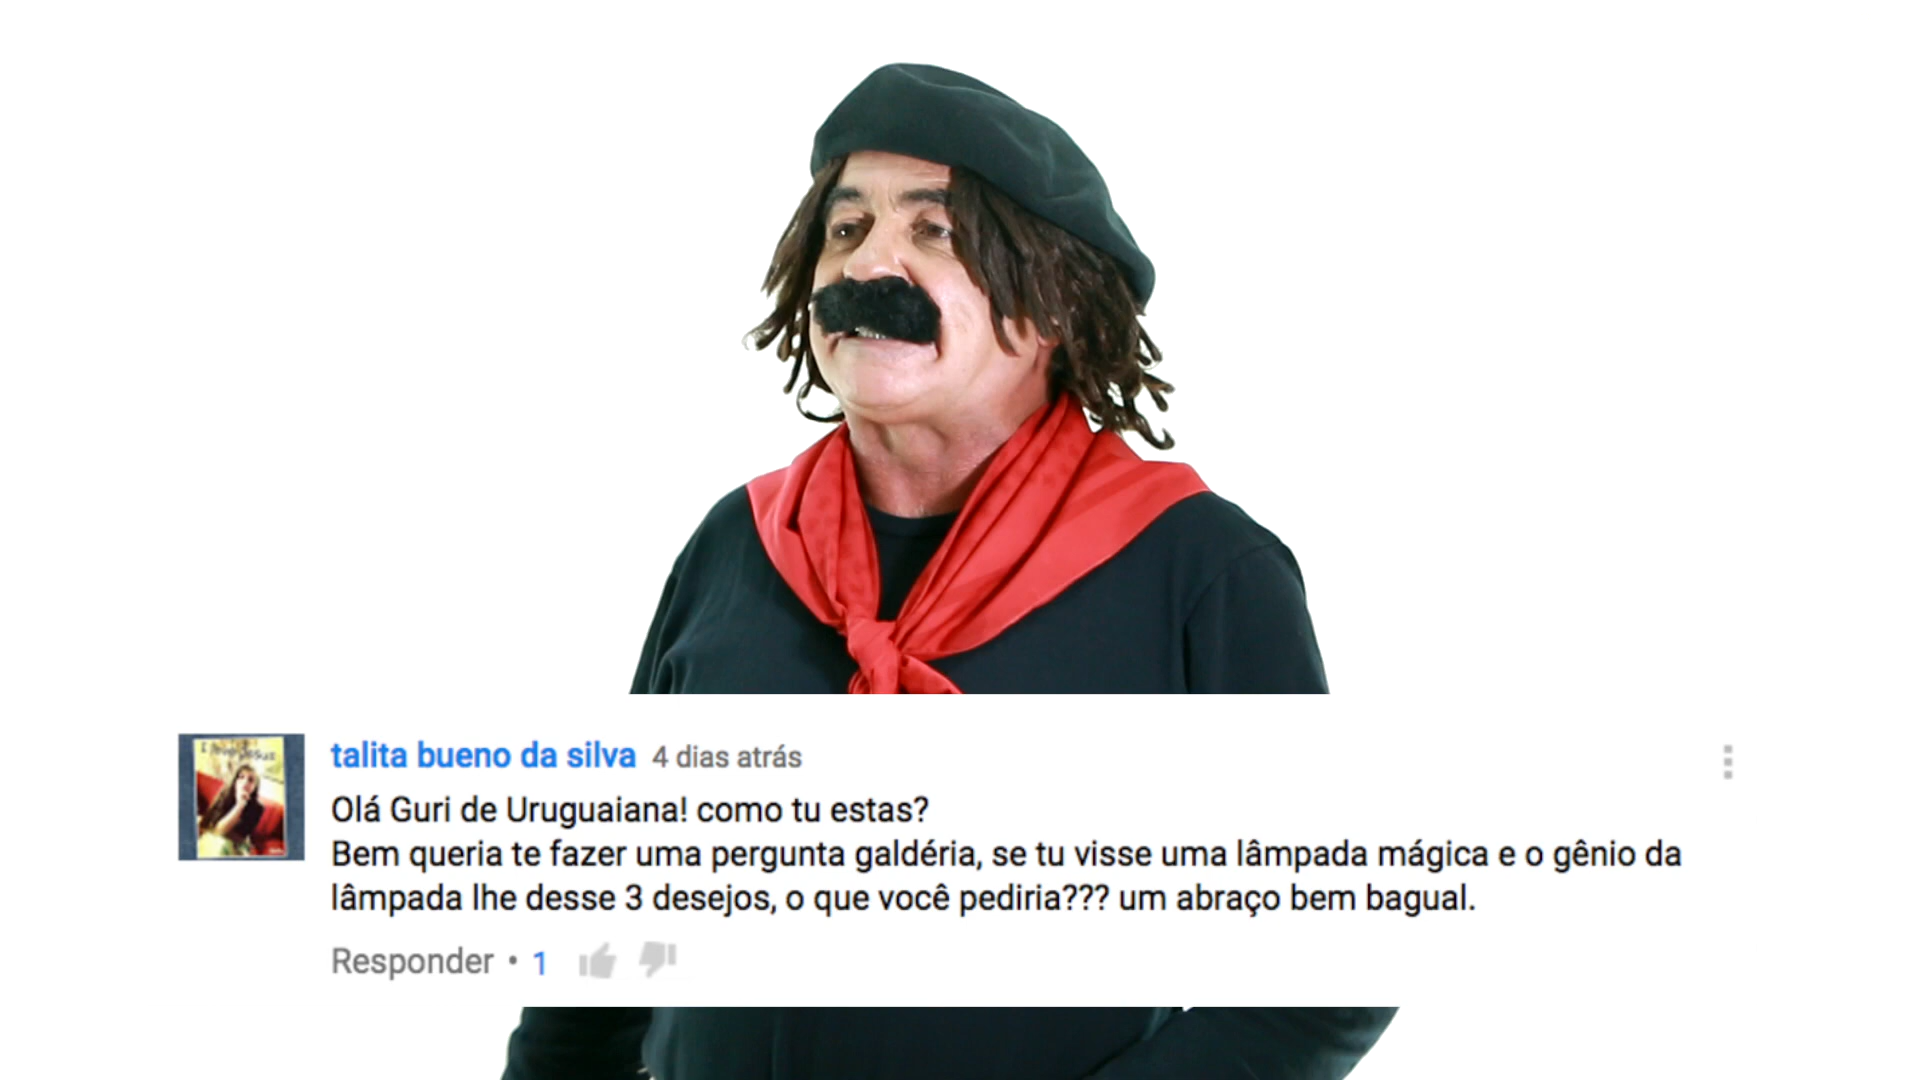 talita bueno da silva 4 dias atrás
Olá Guri de Uruguaiana! como tu estas?
Bem queria te fazer uma pergunta galdéria, se tu visse uma lâmpada mágica e o gênio da
lâmpada lhe desse 3 desejos, o que você pediria??? um abraço bem bagual.
Responder • 1